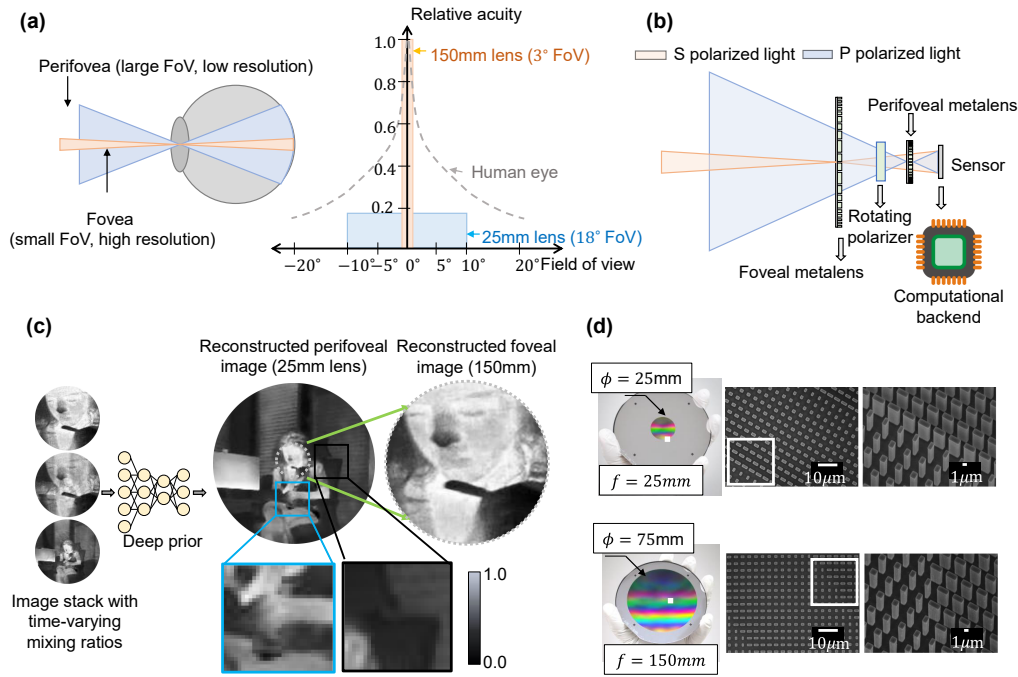 (a)
Relative acuity
1.0
150mm lens (3° FoV)
Perifovea (large FoV, low resolution)
0.8
0.6
0.4
Human eye
0.2
Fovea
(small FoV, high resolution)
25mm lens (18° FoV)
−20° −10° −5° 0° 5° 10° 20° Field of view
(b)
S polarized light P polarized light
Perifoveal metalens
Sensor
Rotating
polarizer
Foveal metalens
Computational
backend
(c)
Reconstructed perifoveal
image (25mm lens)
Reconstructed foveal
image (150mm)
Deep prior
Image stack with
time-varying
mixing ratios
1.0
0.0
(d)
ϕ = 25mm
f = 25mm
10μm
1μm
ϕ = 75mm
f = 150mm
10μm
1μm